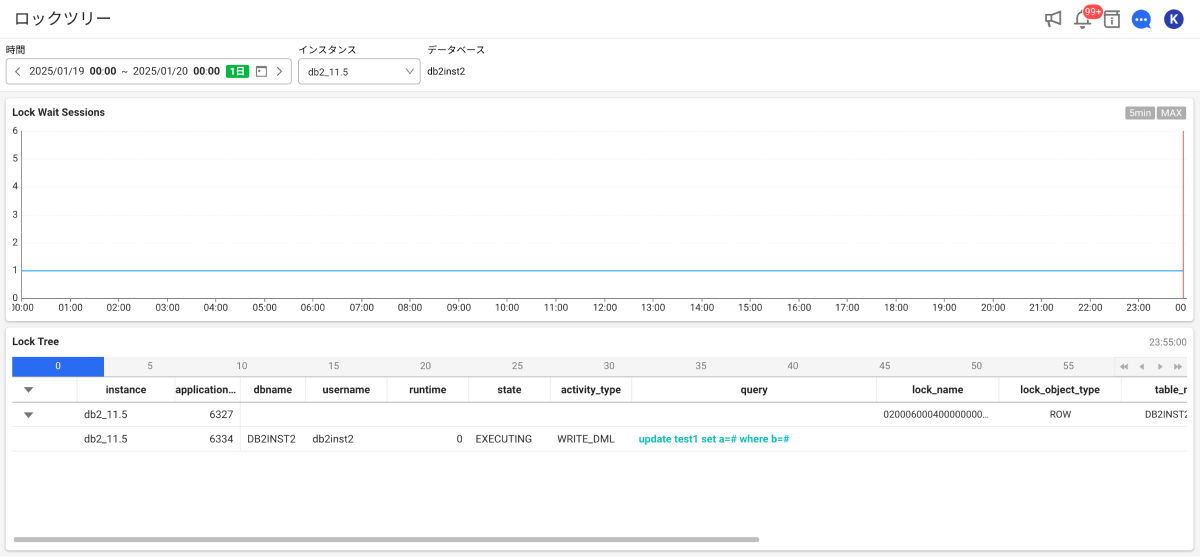 ロックツリー
99+
K
時間
インスタンス
データベース
2025/01/19 00:00 ~ 2025/01/20 00:00 1日
db2_11.5
db2inst2
Lock Wait Sessions
5min MAX
6
5
4
3
2
1
0
00:00 01:00 02:00 03:00 04:00 05:00 06:00 07:00 08:00 09:00 10:00 11:00 12:00 13:00 14:00 15:00 16:00 17:00 18:00 19:00 20:00 21:00 22:00 23:00 00
Lock Tree
23:55:00
0 5 10 15 20 25 30 35 40 45 50 55
instance application... dbname username runtime state activity_type query lock_name lock_object_type table_r
db2_11.5 6327 020006000400000000... ROW DB2INST2
db2_11.5 6334 DB2INST2 db2inst2 0 EXECUTING WRITE_DML update test1 set a=# where b=#